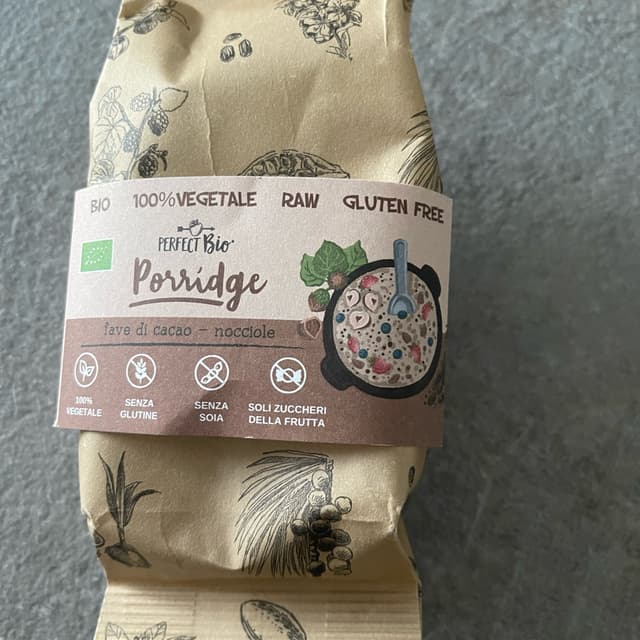 BIO 100%VEGETALE RAW GLUTEN FREE
PERFECT Bio
Porridge
fave di cacao - nocciole
100%
VEGETALE
SENZA
GLUTINE
SENZA
SOIA
SOLI ZUCCHERI
DELLA FRUTTA